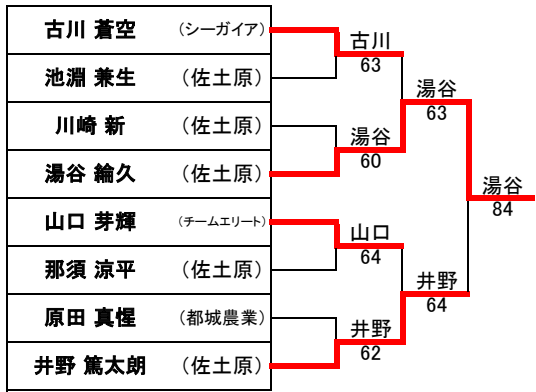 古川 蒼空 (シーガイア)
池淵 兼生 (佐土原)
川崎 新 (佐土原)
湯谷 綸久 (佐土原)
山口 芽輝 (チームエリート)
那須 涼平 (佐土原)
原田 真惺 (都城農業)
井野 篤太朗 (佐土原)
古川
63
湯谷
60
山口
64
井野
62
湯谷
63
井野
64
湯谷
84